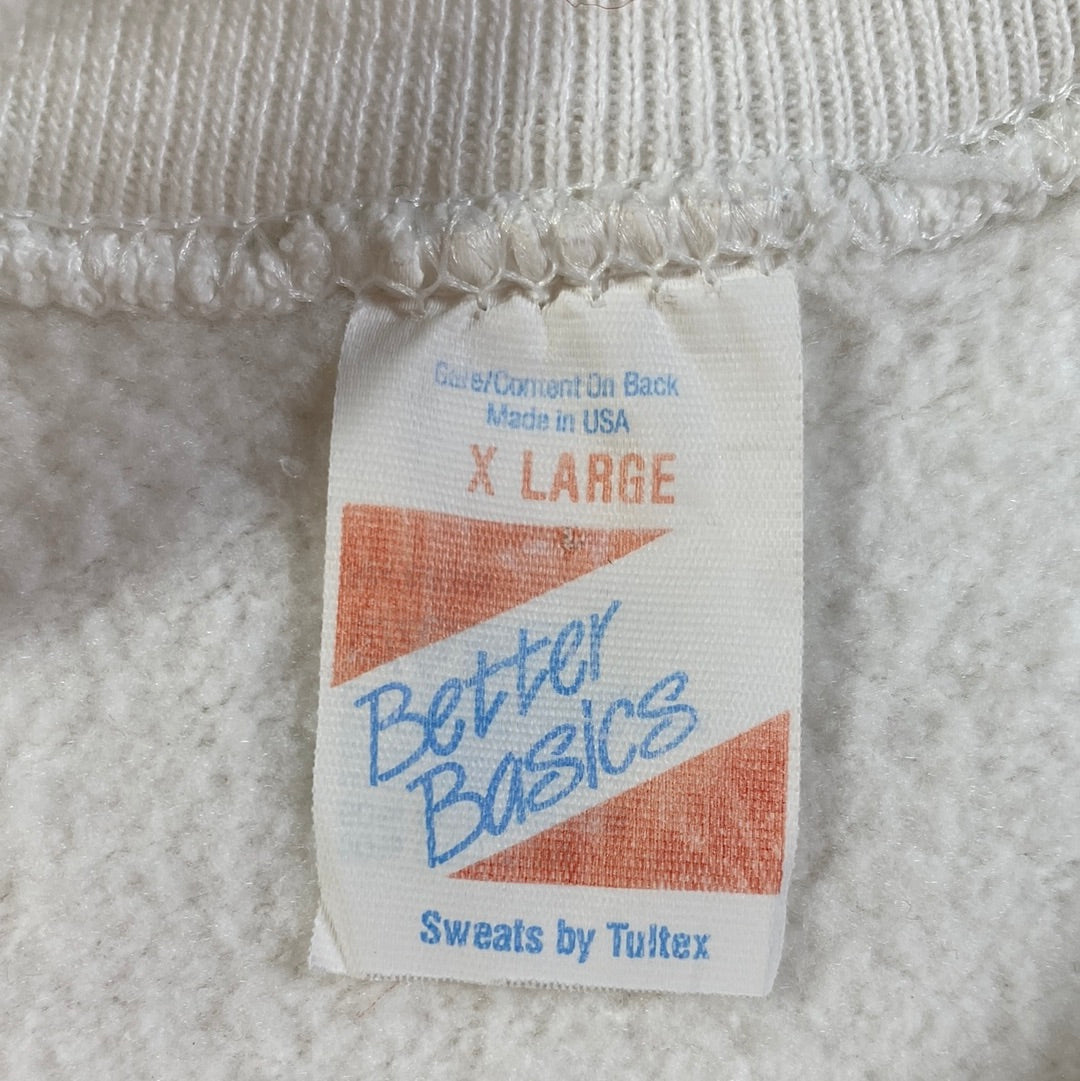 Care/Content On Back
Made in USA
X LARGE
Better
Basics
Sweats by Tultex